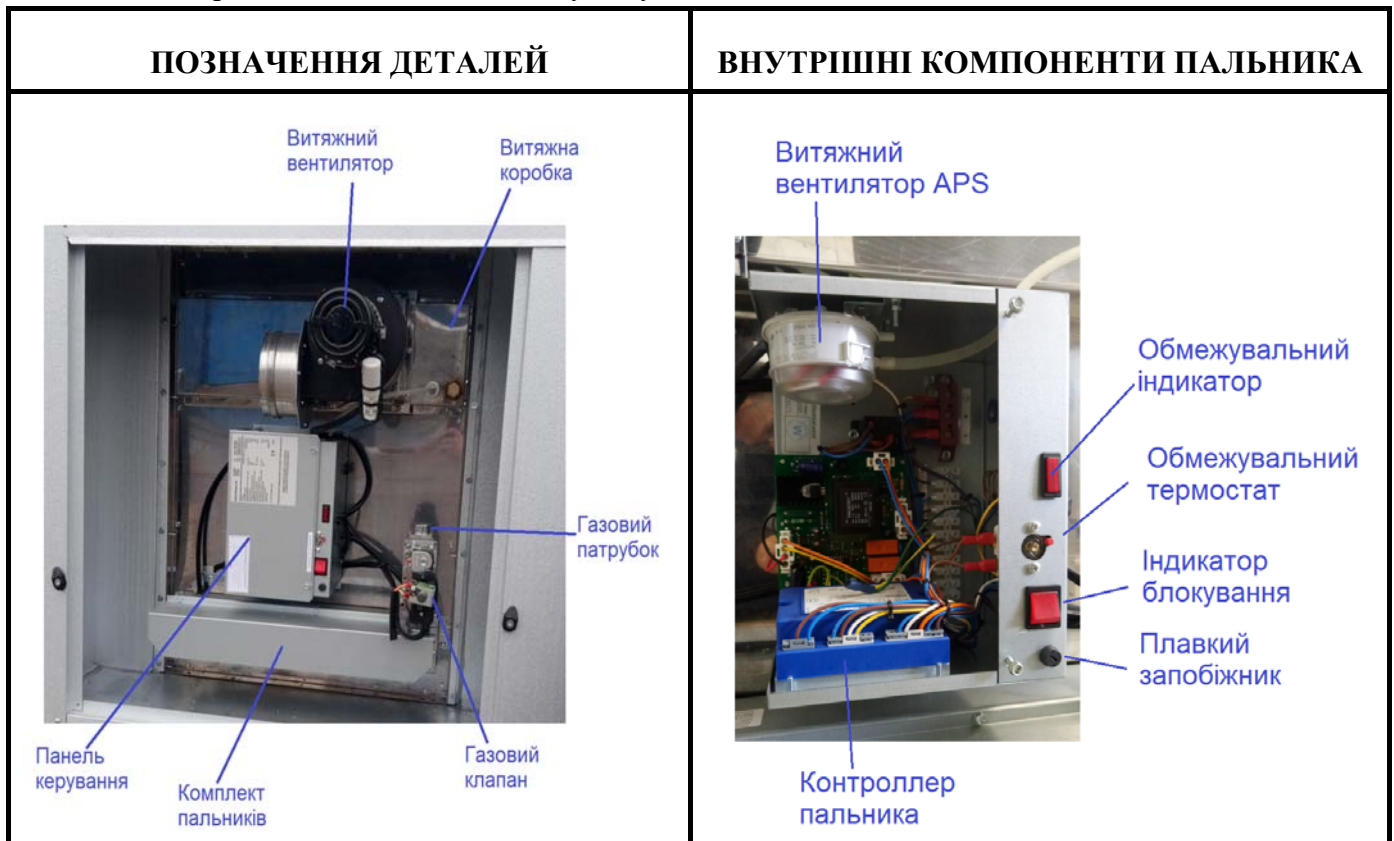 ПОЗНАЧЕННЯ ДЕТАЛЕЙ
ВНУТРІШНІ КОМПОНЕНТИ ПАЛЬНИКА
Витяжний
вентилятор
Витяжна
коробка
Газовий
патрубок
Панель
керування
Комплект
пальників
Газовий
клапан
Витяжний
вентилятор APS
Обмежувальний
індикатор
Обмежувальний
термостат
Індикатор
блокування
Плавкий
запобіжник
Контроллер
пальника